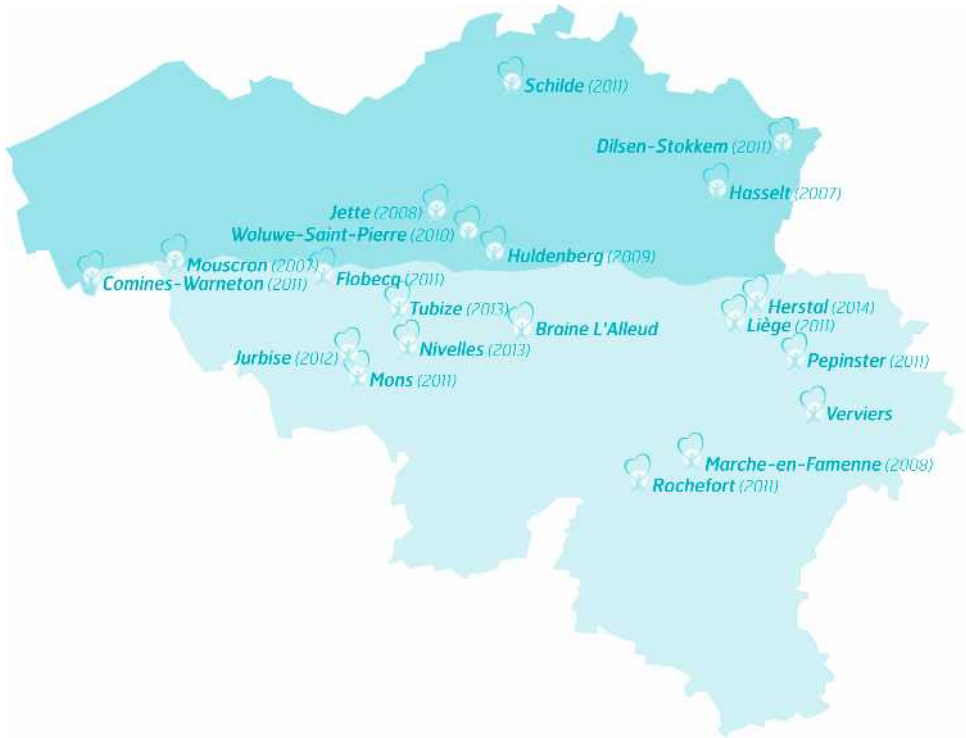 Schilde (2011)
Dilsen-Stokkem (2011)
Hasselt (2007)
Jette (2008)
Woluwe-Saint-Pierre (2010)
Huldenberg (2009)
Mouscron (2007)
Comines-Warneton (2011)
Flobecq (2011)
Tubize (2013)
Braine L'Alleud
Herstal (2014)
Liège (2011)
Nivelles (2013)
Jurbise (2012)
Mons (2011)
Pepinster (2011)
Verviers
Marche-en-Famenne (2008)
Rochefort (2011)